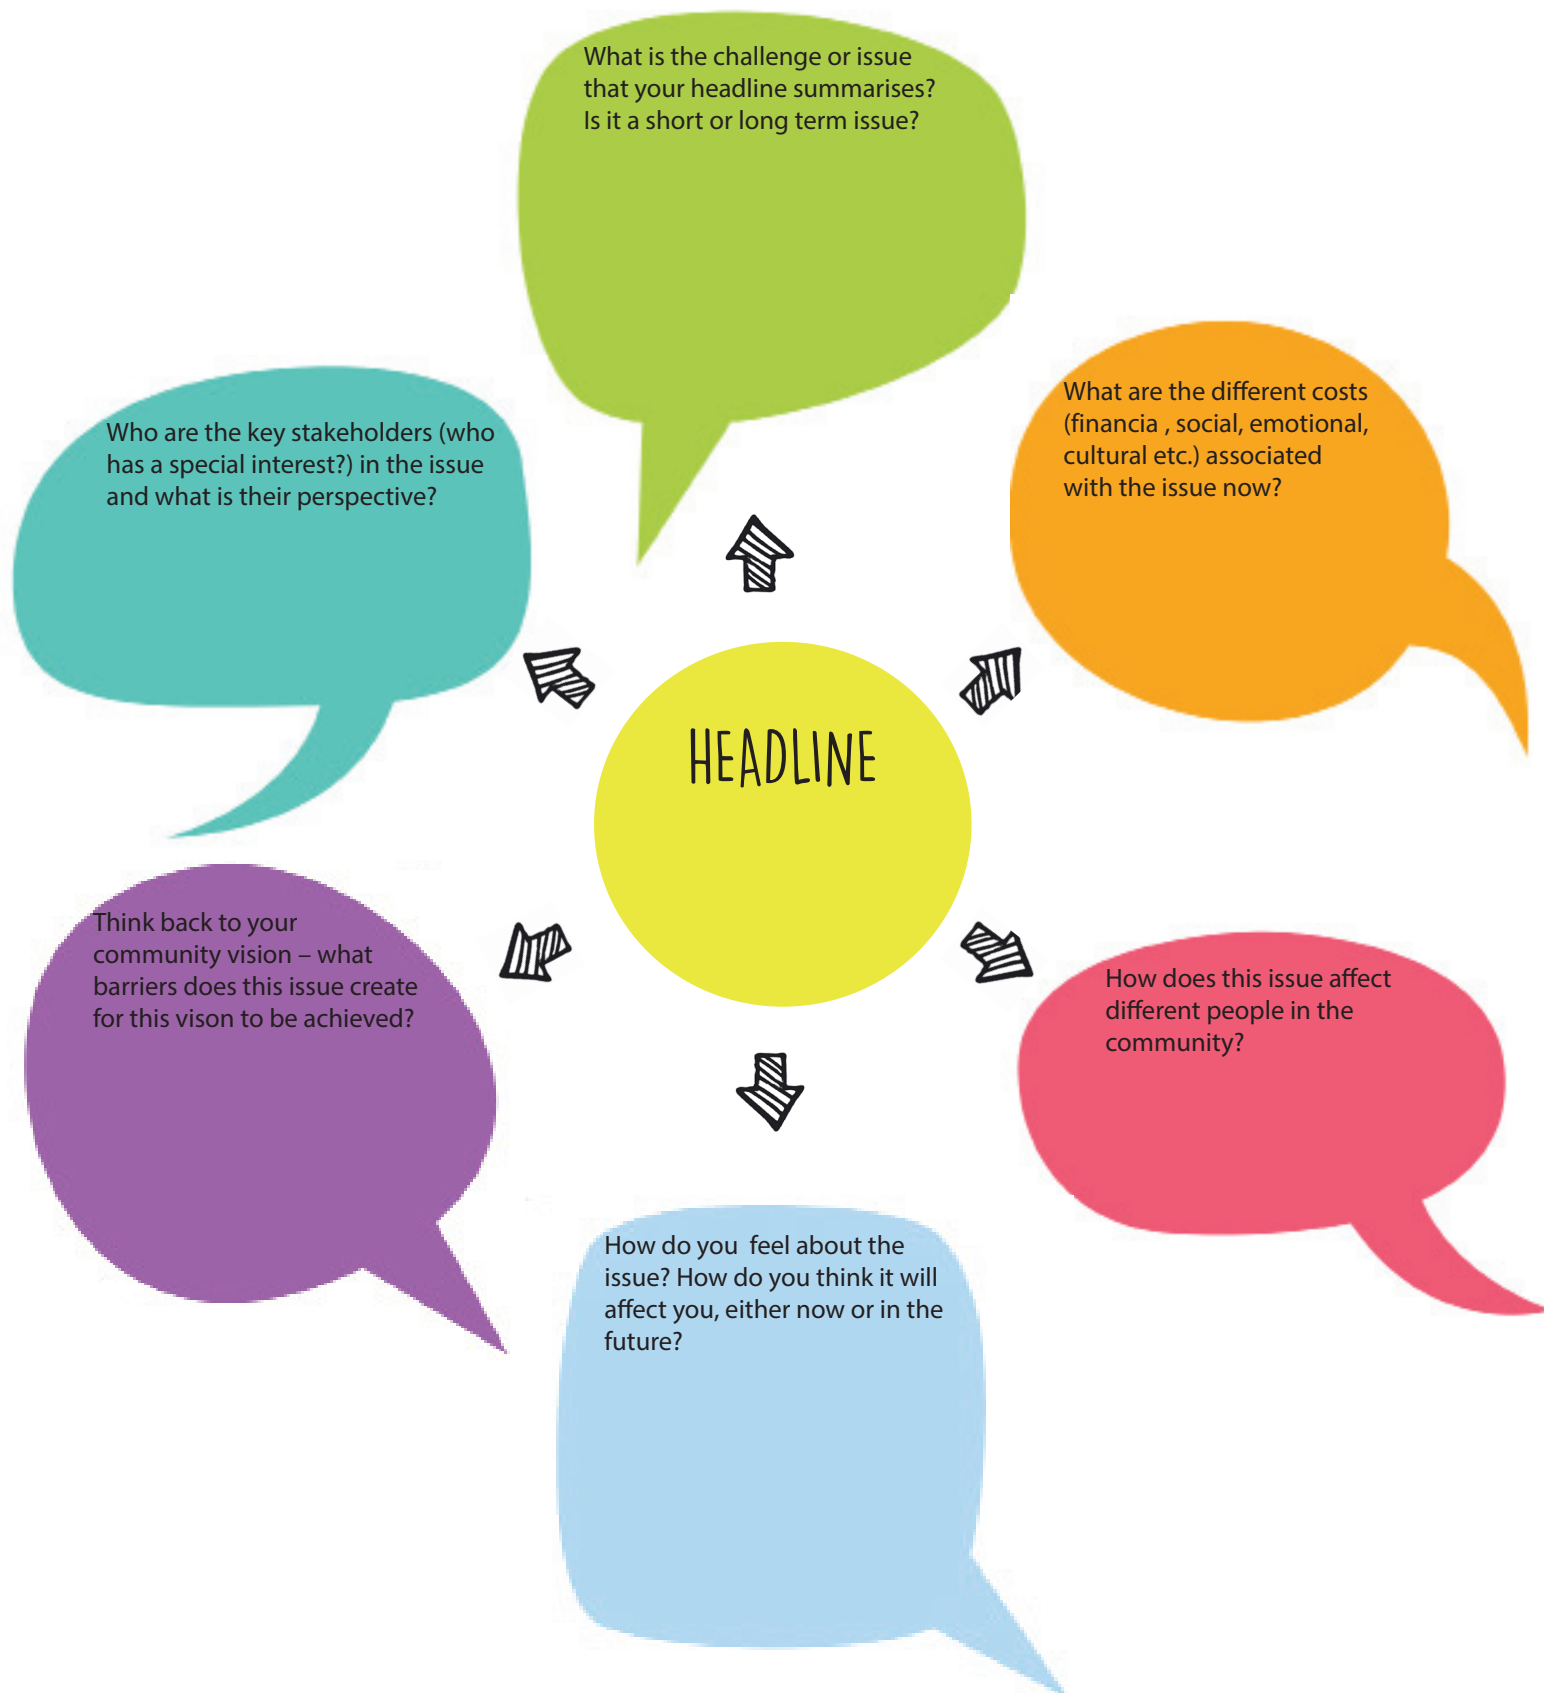 What is the challenge or issue
that your headline summarises?
Is it a short or long term issue?
What are the different costs
(financia , social, emotional,
cultural etc.) associated
with the issue now?
Who are the key stakeholders (who
has a special interest?) in the issue
and what is their perspective?
HEADLINE
Think back to your
community vision – what
barriers does this issue create
for this vison to be achieved?
How does this issue affect
different people in the
community?
How do you  feel about the
issue? How do you think it will
affect you, either now or in the
future?